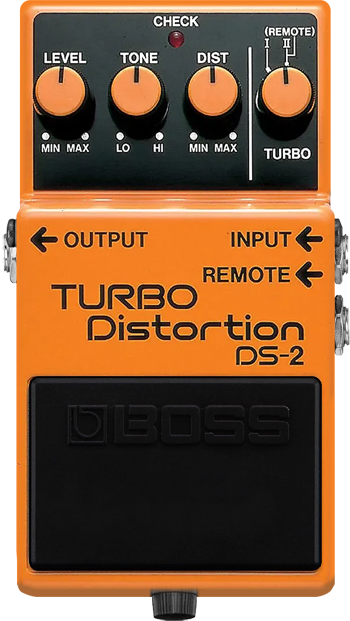 CHECK
(REMOTE)
I II
LEVEL TONE DIST
MIN MAX LO HI MIN MAX TURBO
← OUTPUT INPUT ←
REMOTE ←
TURBO
Distortion
DS-2
BOSS